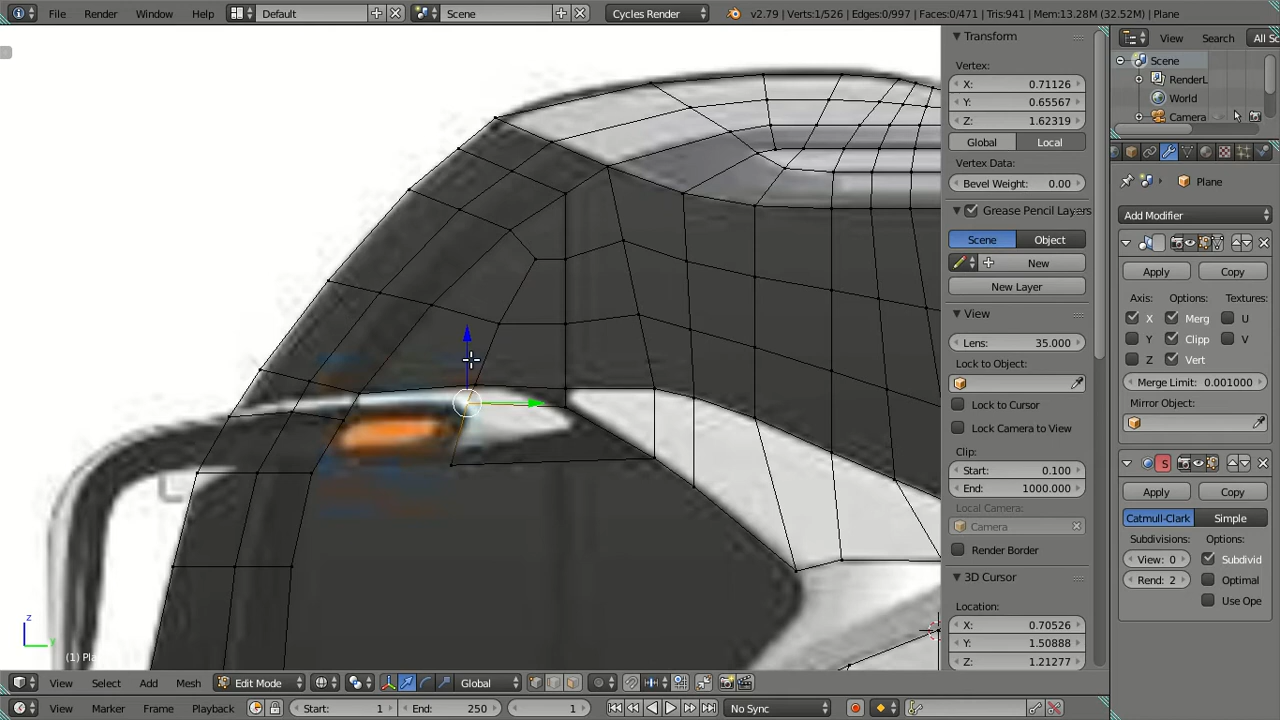 File Render Window Help Default Scene Cycles Render v2.79 | Verts:1/526 | Edges:0/997 | Faces:0/471 | Tris:941 | Mem:13.28M (32.52M) | Plane
View Search All Sc
Scene
RenderL
World
Camera
Transform
Vertex:
X: 0.71126
Y: 0.65567
Z: 1.62319
Global Local
Vertex Data:
Bevel Weight: 0.00
Grease Pencil Layers
Scene Object
New
New Layer
View
Lens: 35.000
Lock to Object:
Lock to Cursor
Lock Camera to View
Clip:
Start: 0.100
End: 1000.000
Local Camera:
Camera
Render Border
3D Cursor
Location:
X: 0.70526
Y: 1.50888
Z: 1.21277
Plane
Add Modifier
Apply Copy
Axis: Options: Textures:
X Merg U
Y Clipp V
Z Vert
Merge Limit: 0.001000
Mirror Object:
S
Apply Copy
Catmull-Clark Simple
Subdivisions: Options:
View: 0 Subdivid
Rend: 2 Optimal
Use Ope
z
y
(1) Pla
View Select Add Mesh Edit Mode Global
View Marker Frame Playback Start: 1 End: 250 1 No Sync